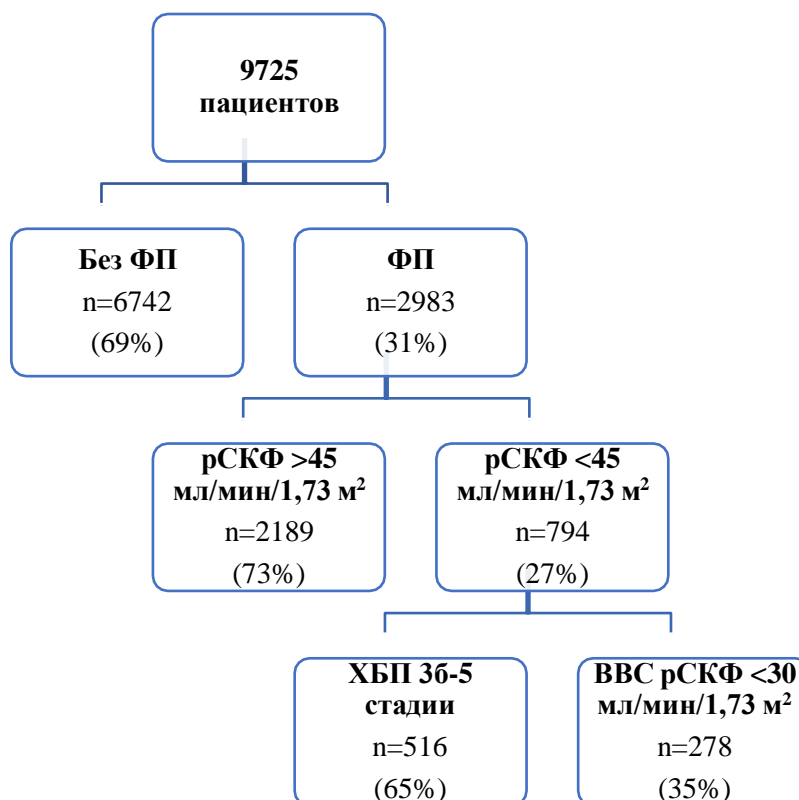 9725
пациентов
Без ФП
n=6742
(69%)
ФП
n=2983
(31%)
рСКФ >45
мл/мин/1,73 м²
n=2189
(73%)
рСКФ <45
мл/мин/1,73 м²
n=794
(27%)
ХБП 3б-5
стадии
n=516
(65%)
ВВС рСКФ <30
мл/мин/1,73 м²
n=278
(35%)